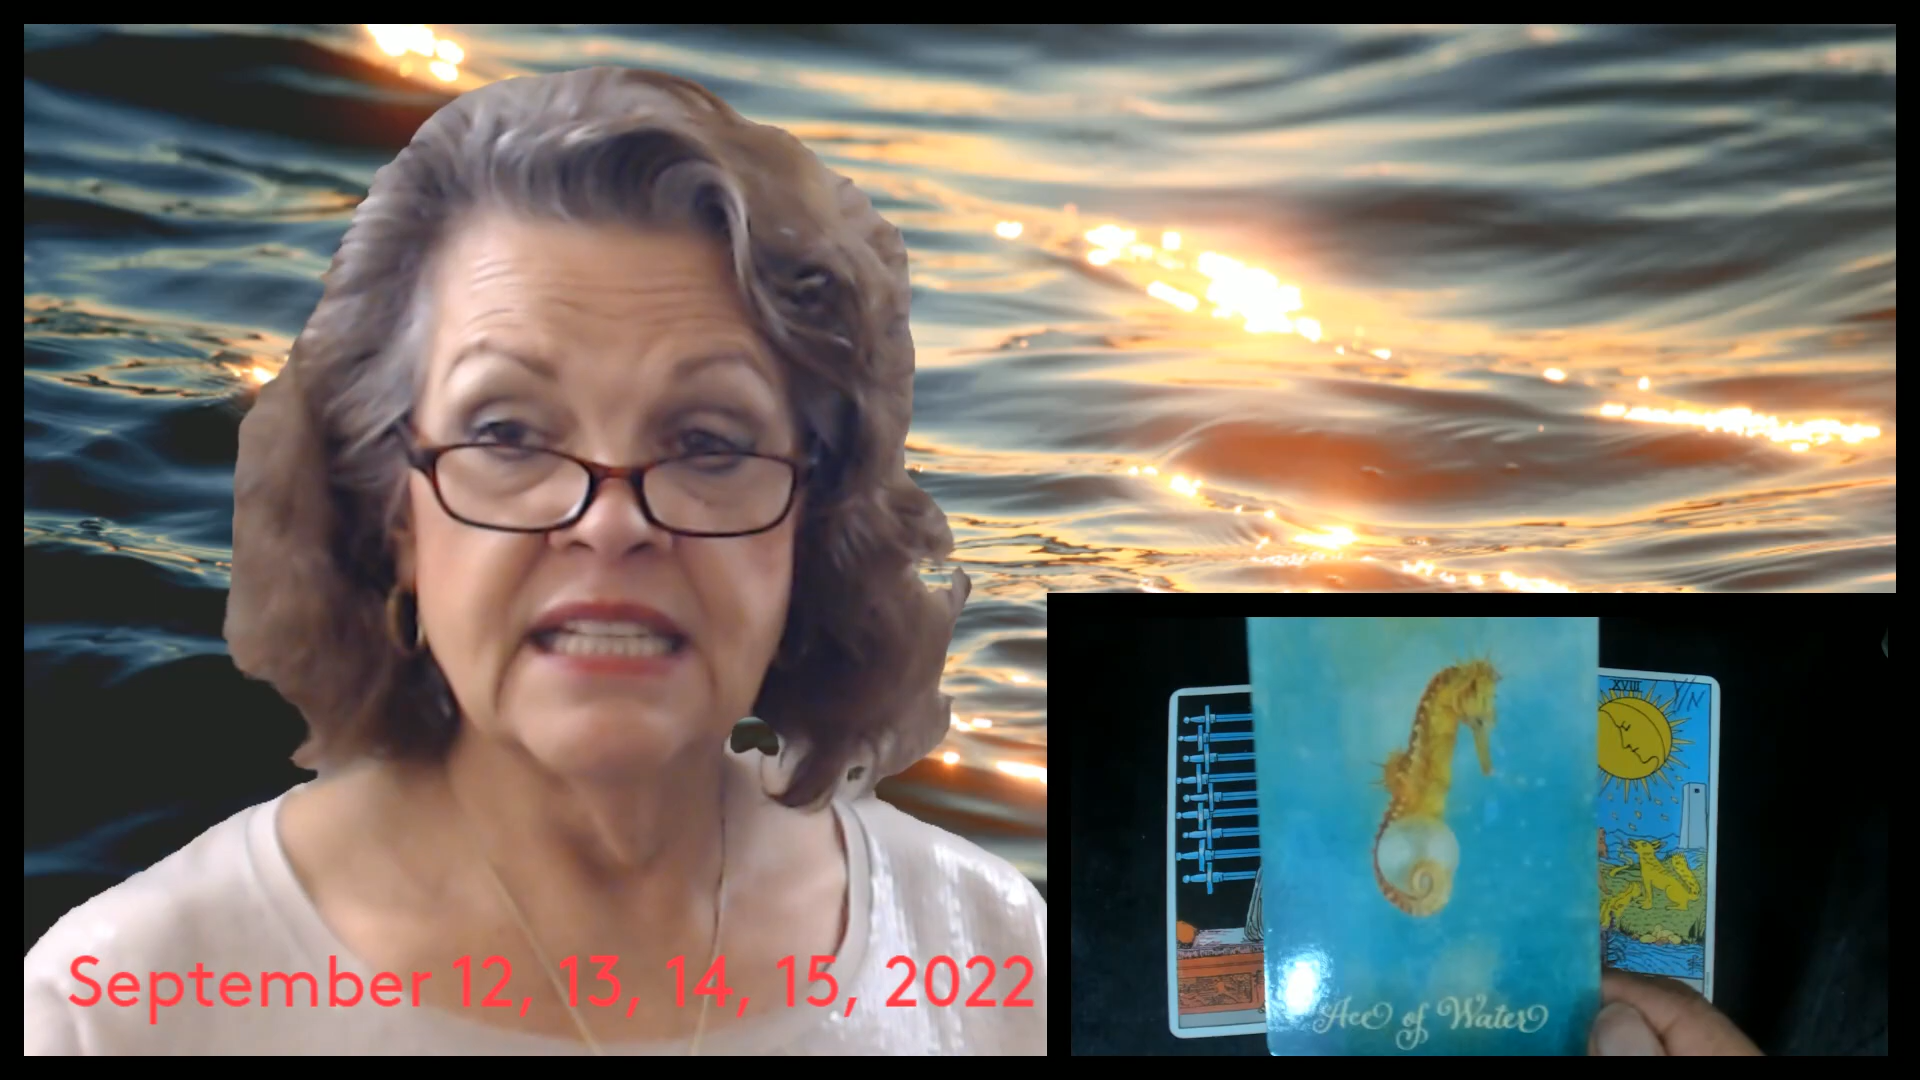 September 12, 13, 14, 15, 2022
XVIII
Y/N
Ace of Water